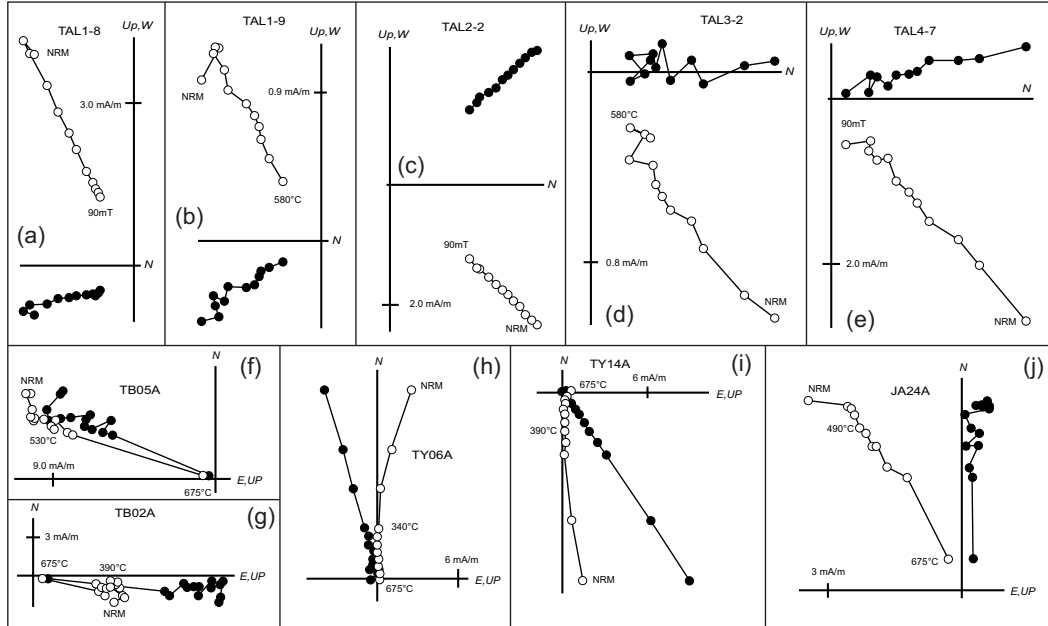 TAL1-8
Up,W
NRM
3.0 mA/m
90mT
N
(a)
TAL1-9
Up,W
NRM
0.9 mA/m
580°C
N
(b)
TAL2-2
Up,W
(c)
N
90mT
2.0 mA/m
NRM
TAL3-2
Up,W
N
580°C
0.8 mA/m
NRM
(d)
TAL4-7
Up,W
N
90mT
2.0 mA/m
NRM
(e)
N
(f)
NRM
TB05A
530°C
9.0 mA/m
E,UP
675°C
N
TB02A
(g)
3 mA/m
675°C
390°C
E,UP
NRM
N
(h)
NRM
TY06A
340°C
6 mA/m
E,UP
675°C
N
TY14A
(i)
675°C
6 mA/m
E,UP
390°C
NRM
N
(j)
NRM
JA24A
490°C
675°C
3 mA/m
E,UP